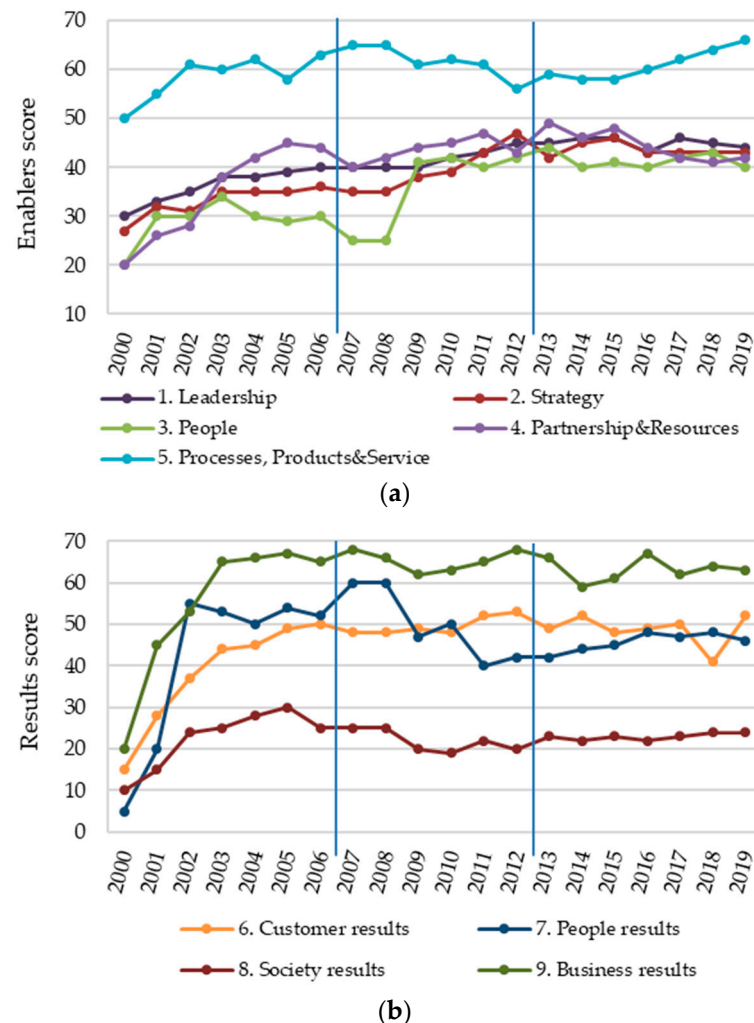 70
60
50
40
30
20
10
Enablers score
2000 2001 2002 2003 2004 2005 2006 2007 2008 2009 2010 2011 2012 2013 2014 2015 2016 2017 2018 2019
1. Leadership 2. Strategy
3. People 4. Partnership&Resources
5. Processes, Products&Service
(a)
70
60
50
40
30
20
10
0
Results score
2000 2001 2002 2003 2004 2005 2006 2007 2008 2009 2010 2011 2012 2013 2014 2015 2016 2017 2018 2019
6. Customer results 7. People results
8. Society results 9. Business results
(b)